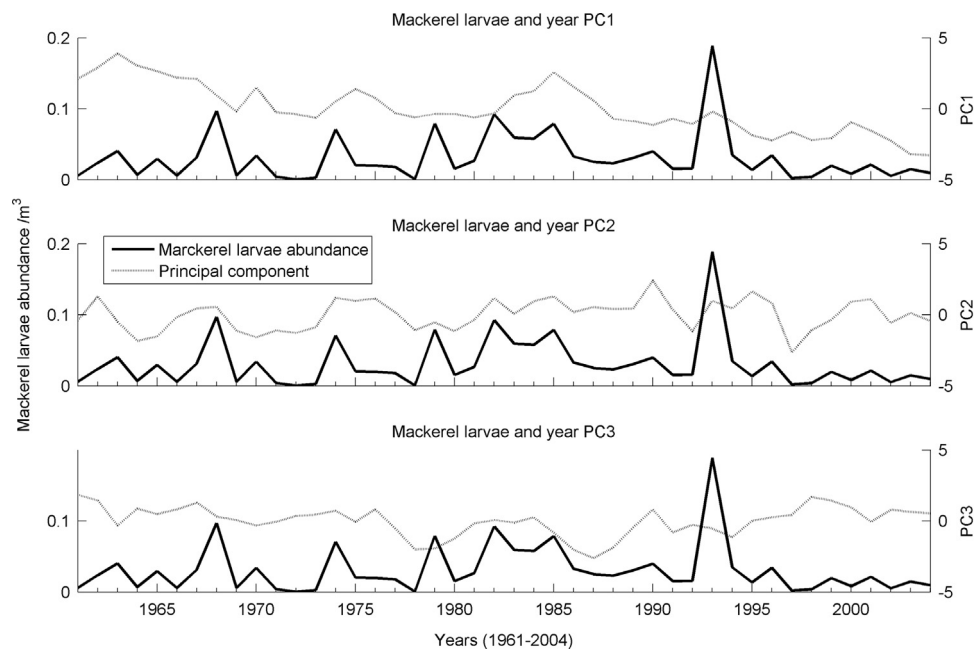 Mackerel larvae and year PC1
0.2
0.1
0
5
0
-5
PC1
Mackerel larvae and year PC2
Marckerel larvae abundance
Principal component
0.2
0.1
0
5
0
-5
PC2
Mackerel larvae abundance /m³
Mackerel larvae and year PC3
0.1
0
5
0
-5
PC3
1965 1970 1975 1980 1985 1990 1995 2000
Years (1961-2004)